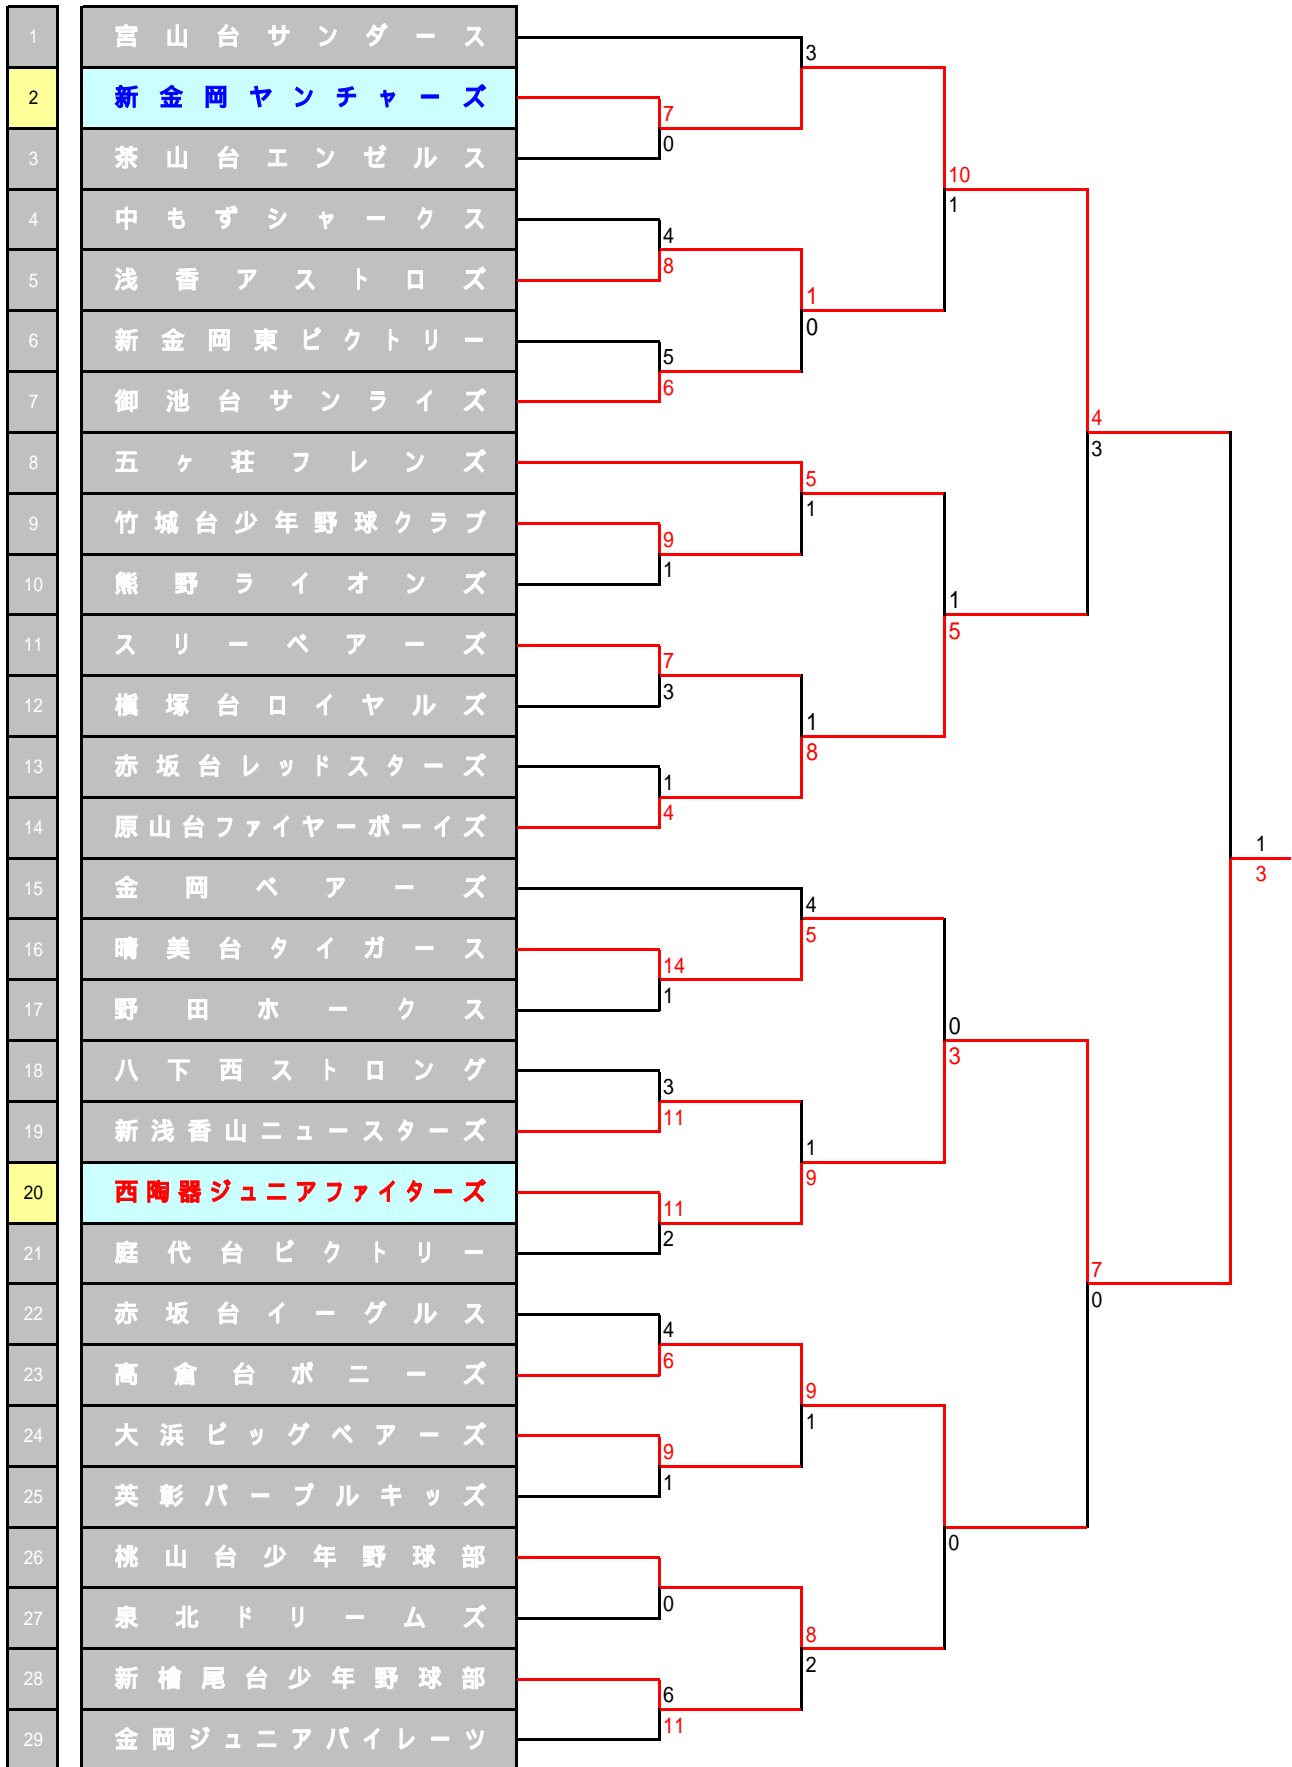 1 宮山台サンダース
3
2 新金岡ヤンチャーズ
7
0
3 茶山台エンゼルス
10
1
4 中もずシャークス
4
8
5 浅香アストロズ
1
0
6 新金岡東ビクトリー
5
6
7 御池台サンライズ
4
3
8 五ヶ荘フレンズ
5
1
9 竹城台少年野球クラブ
9
1
10 熊野ライオンズ
1
5
11 スリーベアーズ
7
3
12 槇塚台ロイヤルズ
1
8
13 赤坂台レッドスターズ
1
4
14 原山台ファイヤーボーイズ
1
3
15 金岡ベアーズ
4
5
16 晴美台タイガース
14
1
17 野田ホークス
0
3
18 八下西ストロング
3
11
19 新浅香山ニュースターズ
1
9
20 西陶器ジュニアファイターズ
11
2
21 庭代台ビクトリー
7
0
22 赤坂台イーグルス
4
6
23 高倉台ポニーズ
9
1
24 大浜ビッグベアーズ
9
1
25 英彰パープルキッズ
0
26 桃山台少年野球部
0
27 泉北ドリームズ
8
2
28 新檜尾台少年野球部
6
11
29 金岡ジュニアパイレーツ